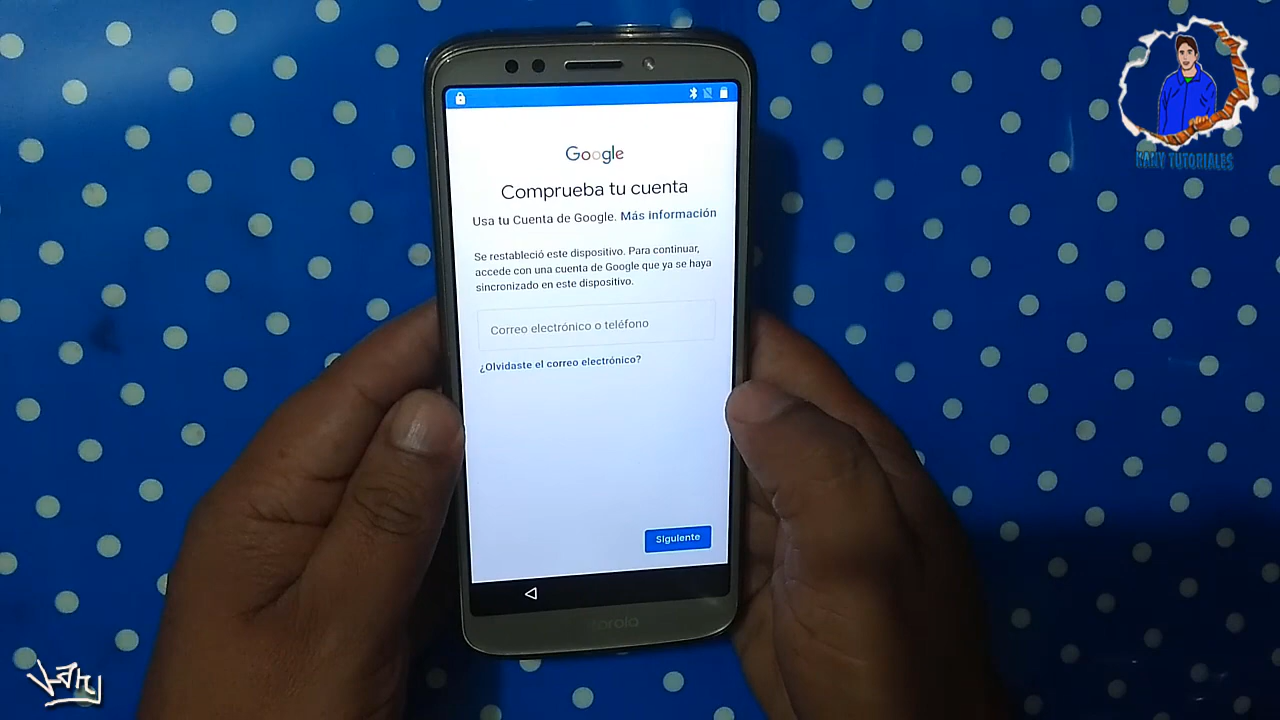 KANY TUTORIALES
Google
Comprueba tu cuenta
Usa tu Cuenta de Google. Más información
Se restableció este dispositivo. Para continuar,
accede con una cuenta de Google que ya se haya
sincronizado en este dispositivo.
Correo electrónico o teléfono
¿Olvidaste el correo electrónico?
Siguiente